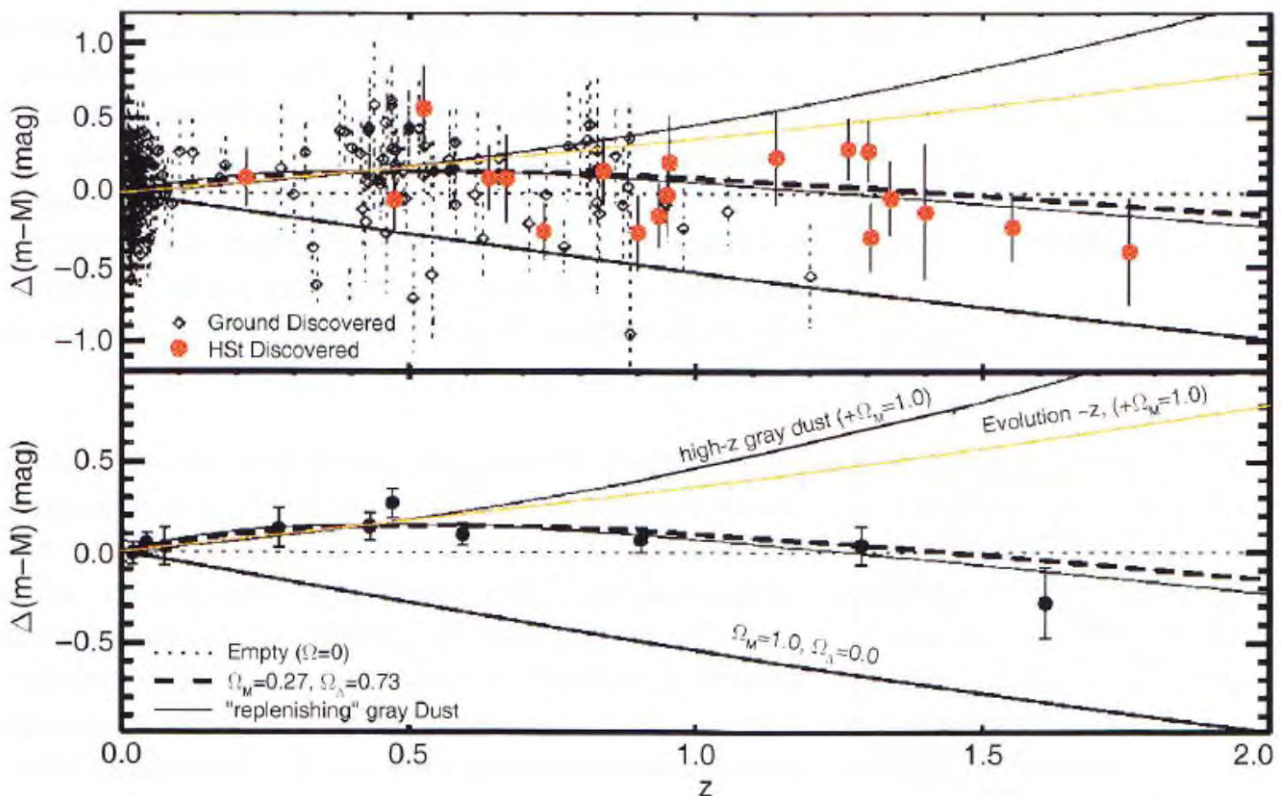 Δ(m−M) (mag)
1.0
0.5
0.0
−0.5
−1.0
Ground Discovered
HSt Discovered
Δ(m−M) (mag)
0.5
0.0
−0.5
high-z gray dust (+Ω_M=1.0)
Evolution ~z, (+Ω_M=1.0)
Ω_M=1.0, Ω_Λ=0.0
Empty (Ω=0)
Ω_M=0.27, Ω_Λ=0.73
"replenishing" gray Dust
0.0 0.5 1.0 1.5 2.0
z